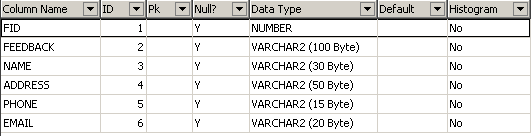 Column Name ID Pk Null? Data Type Default Histogram
FID 1 Y NUMBER No
FEEDBACK 2 Y VARCHAR2 (100 Byte) No
NAME 3 Y VARCHAR2 (30 Byte) No
ADDRESS 4 Y VARCHAR2 (50 Byte) No
PHONE 5 Y VARCHAR2 (15 Byte) No
EMAIL 6 Y VARCHAR2 (20 Byte) No